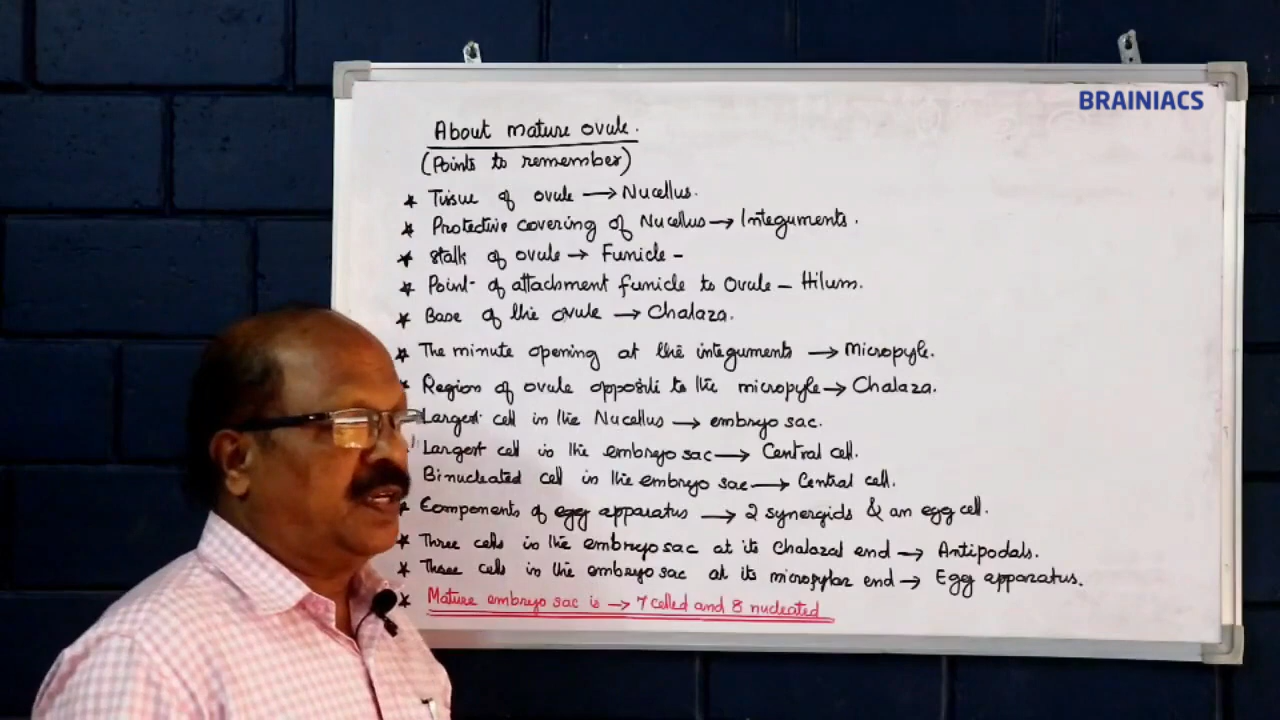 BRAINIACS
About mature ovule.
(Points to remember)
★ Tissue of ovule → Nucellus.
★ Protective covering of Nucellus → Integuments.
★ Stalk of ovule → Funicle -
★ Point of attachment funicle to Ovule - Hilum.
★ Base of the ovule → Chalaza.
★ The minute opening at the integuments → Micropyle.
★ Region of ovule opposite to the micropyle → Chalaza.
Largest cell in the Nucellus → embryo sac.
Largest cell in the embryo sac → Central cell.
Binucleated cell in the embryo sac → Central cell.
★ Components of egg apparatus → 2 synergids & an egg cell.
★ Three cells in the embryo sac at its Chalazal end → Antipodals.
★ Three cells in the embryo sac at its micropylar end → Egg apparatus.
★ Mature embryo sac is → 7 celled and 8 nucleated